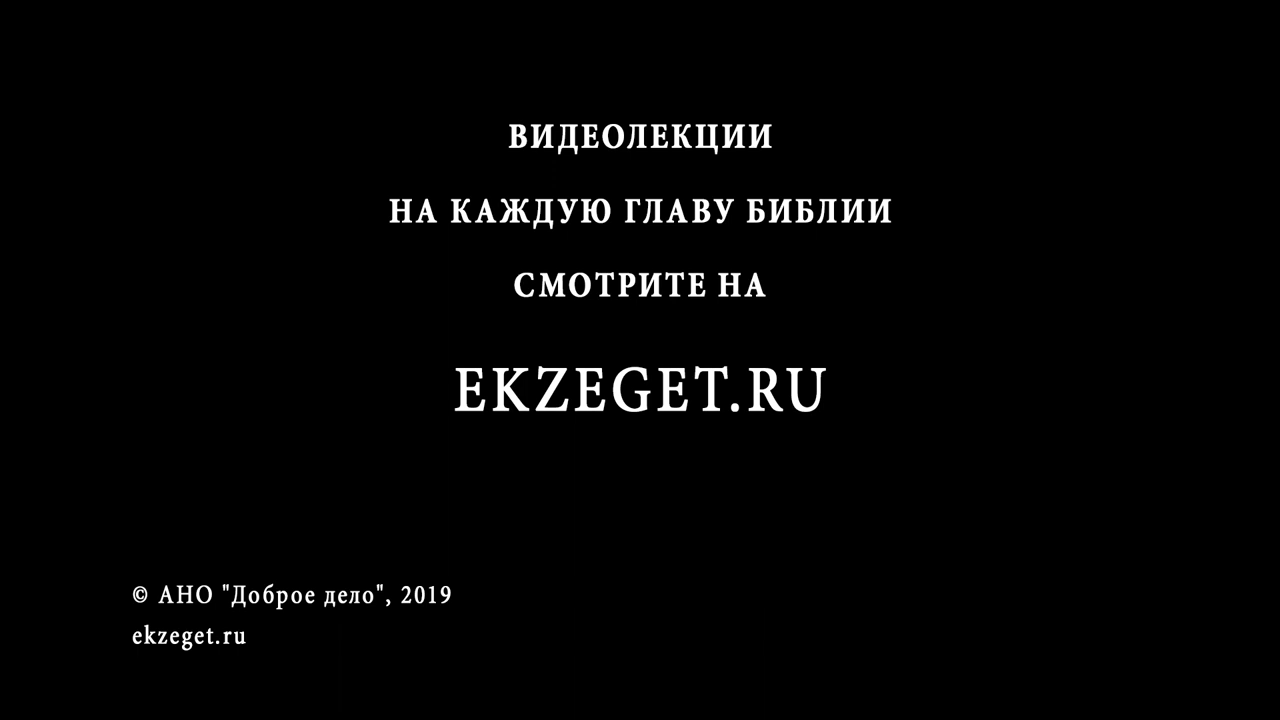 ВИДЕОЛЕКЦИИ
НА КАЖДУЮ ГЛАВУ БИБЛИИ
СМОТРИТЕ НА
EKZEGET.RU
© АНО "Доброе дело", 2019
ekzeget.ru